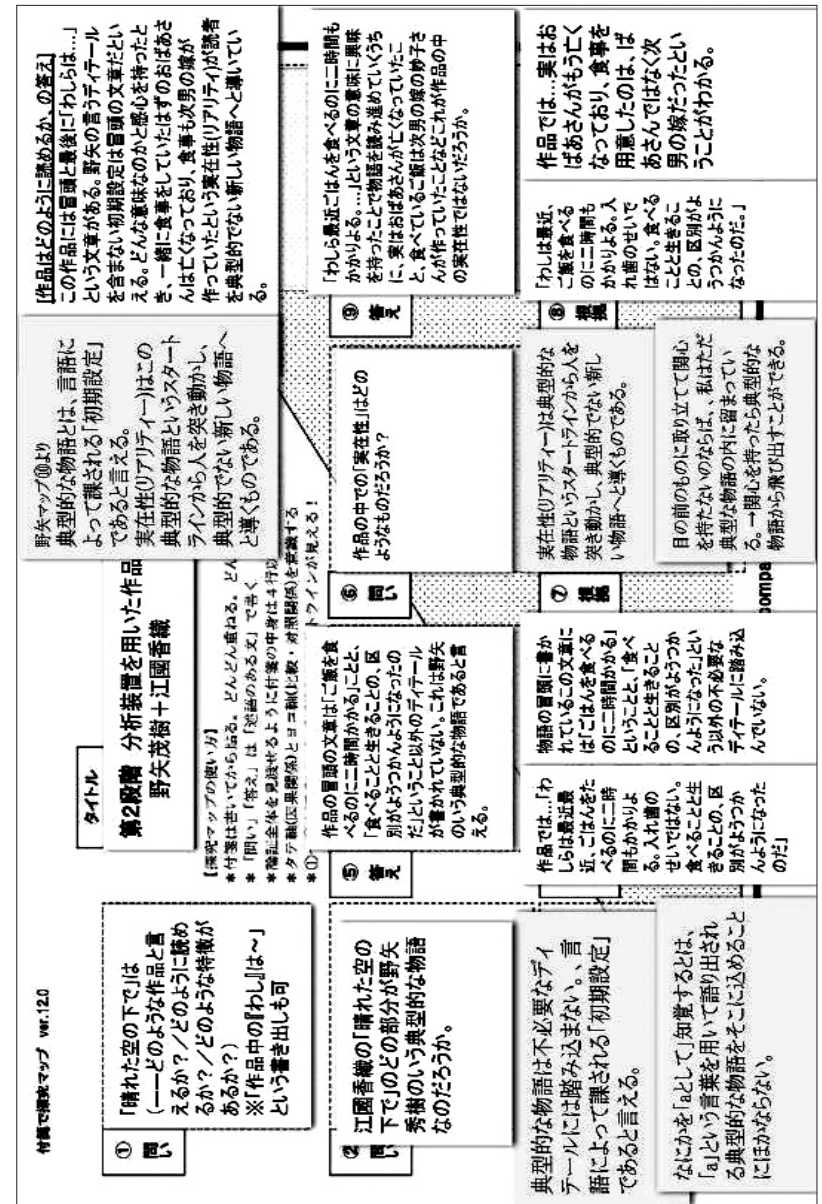 付箋で探究マップ ver.12.0
タイトル
第2段階 分析装置を用いた作品
野矢茂樹＋江國香織
【探究マップの使い方】
＊付箋は書いてから貼る。どんどん重ねる。どん
＊「問い」「答え」は「述語のある文」で書く
＊論証全体を見渡せるように付箋の中身は４行以
＊タテ軸(因果関係)とヨコ軸(比較・対照関係)を意識する
トラインが見える！
①
問い
「晴れた空の下で」は
(――どのような作品と言
えるか？／どのように読め
るか？／どのような特徴が
あるか？)
※「作品中の『わし』は～」
という書き出しも可
野矢マップ⑩より
典型的な物語とは、言語に
よって課される「初期設定」
であると言える。
実在性(リアリティー)はこの
典型的な物語というスタート
ラインから人を突き動かし、
典型的でない新しい物語へ
と導くものである。
[作品はどのように読めるか、の答え]
この作品には冒頭と最後に「わしらは…」
という文章がある。野矢の言うディテール
を含まない初期設定は冒頭の文章だとい
える。どんな意味なのかと感心を持ったと
き、一緒に食事をしていたはずのおばあさ
んは亡くなっており、食事も次男の嫁が
作っていたという実在性(リアリティ)が読者
を典型的でない新しい物語へと導いてい
る。
②
問い
江國香織の「晴れた空の
下で」のどの部分が野矢
秀樹のいう典型的な物語
なのだろうか。
⑤
答え
作品の冒頭の文章は「ご飯を食
べるのに二時間かかる」ことと、
「食べることと生きることの、区
別がようつかんようになったの
だ」ということ以外のディテール
が書かれていない。これは野矢
のいう典型的な物語であると言
える。
⑥
問い
作品の中での「実在性」はどの
ようなものだろうか？
⑨
答え
「わしら最近ごはんを食べるのに二時間も
かかりよる。…」という文章の意味に興味
を持ったことで物語を読み進めていくうち
に、実はおばあさんが亡くなっていたこ
と、食べているご飯は次男の嫁の妙子さ
んが作っていたことなどこれが作品の中
の実在性ではないだろうか。
典型的な物語は不必要なディ
テールには踏み込まない、、言
語によって課される「初期設定」
であると言える。
なにかを「aとして」知覚するとは、
「a」という言葉を用いて語り出され
る典型的な物語をそこに込めること
にほかならない。
作品では…「わ
しらは最近最
近、ごはんをた
べるのに二時
間もかかりよ
る。入れ歯の
せいではない。
食べることと生
きることの、区
別がようつか
んようになった
のだ」
物語の冒頭に書か
れているこの文章に
は「ごはんを食べる
のに二時間かかる」
ということと、「食べ
ることと生きること
の、区別がようつか
んようになった」とい
う以外の不必要な
ディテールに踏み込
んでいない。
⑦
根拠
実在性(リアリティー)は典型的な
物語というスタートラインから人を
突き動かし、典型的でない新し
い物語へと導くものである。
目の前のものに取り立てて関心
を持たないのならば、、私はただ
典型な物語の内に留まってい
る。→関心を持ったら典型的な
物語から飛び出すことができる。
⑧
根拠
「わしは最近、
ご飯を食べる
のに二時間も
かかりよる。入
れ歯のせいで
はない。食べる
ことと生きるこ
との、区別がよ
うつかんように
なったのだ。」
作品では…実はお
ばあさんがもう亡く
なっており、食事を
用意したのは、ば
あさんではなく次
男の嫁だったとい
うことがわかる。
ompa